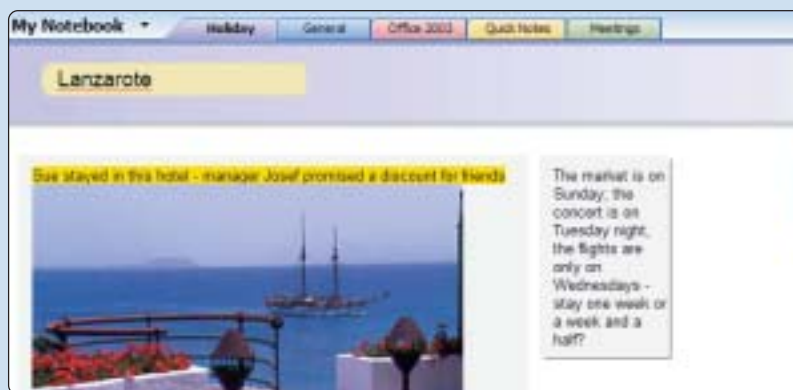 My Notebook
Holiday
General
Office 2003
Quick Notes
Meetings
Lanzarote
Sue stayed in this hotel - manager Josef promised a discount for friends
The market is on
Sunday; the
concert is on
Tuesday night,
the flights are
only on
Wednesdays -
stay one week or
a week and a
half?